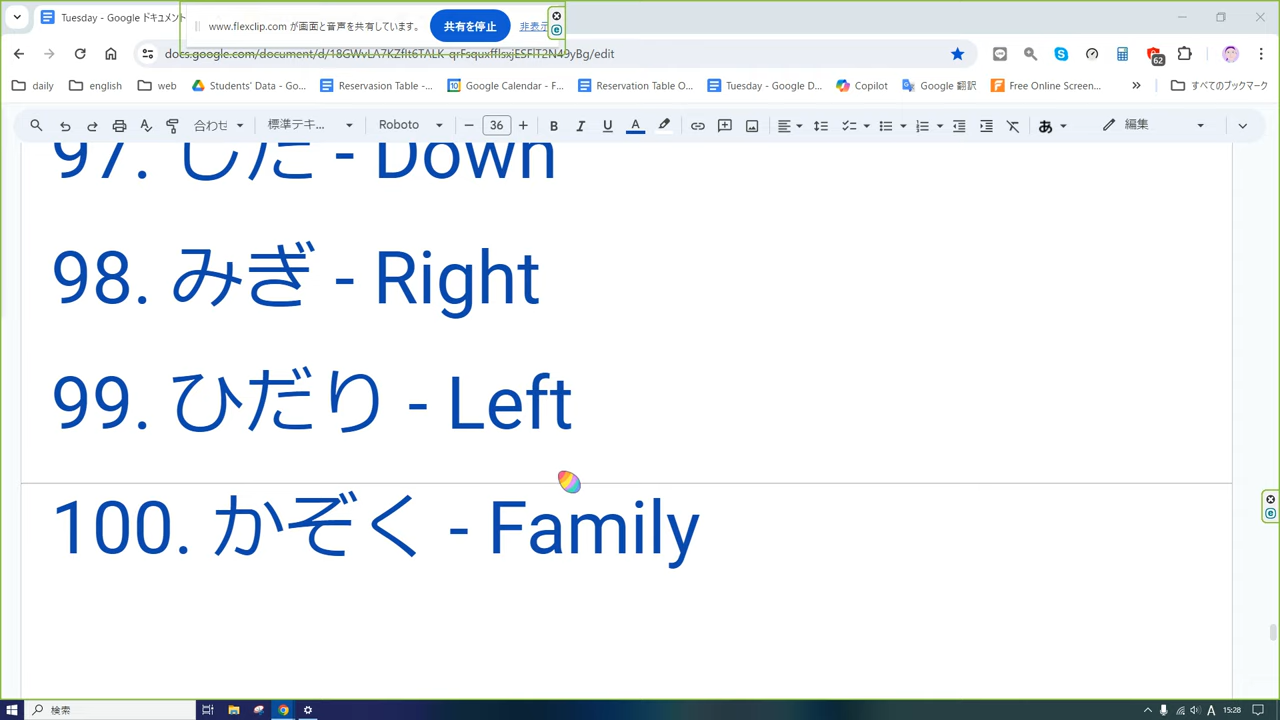 Tuesday - Google ドキュメント
www.flexclip.com が画面と音声を共有しています。
共有を停止
非表示
docs.google.com/document/d/
/edit
62
daily
english
web
Students' Data - Go...
Reservasion Table -...
Google Calendar - F...
Reservation Table O...
Tuesday - Google D...
Copilot
Google 翻訳
Free Online Screen...
»
すべてのブックマーク
合わせ
標準テキ...
Roboto
36
編集
97. した - Down
98. みぎ - Right
99. ひだり - Left
100. かぞく - Family
検索
A
15:28